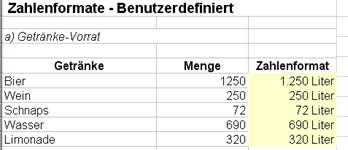 Zahlenformate - Benutzerdefiniert
a) Getränke-Vorrat
Getränke Menge Zahlenformat
Bier 1250 1.250 Liter
Wein 250 250 Liter
Schnaps 72 72 Liter
Wasser 690 690 Liter
Limonade 320 320 Liter